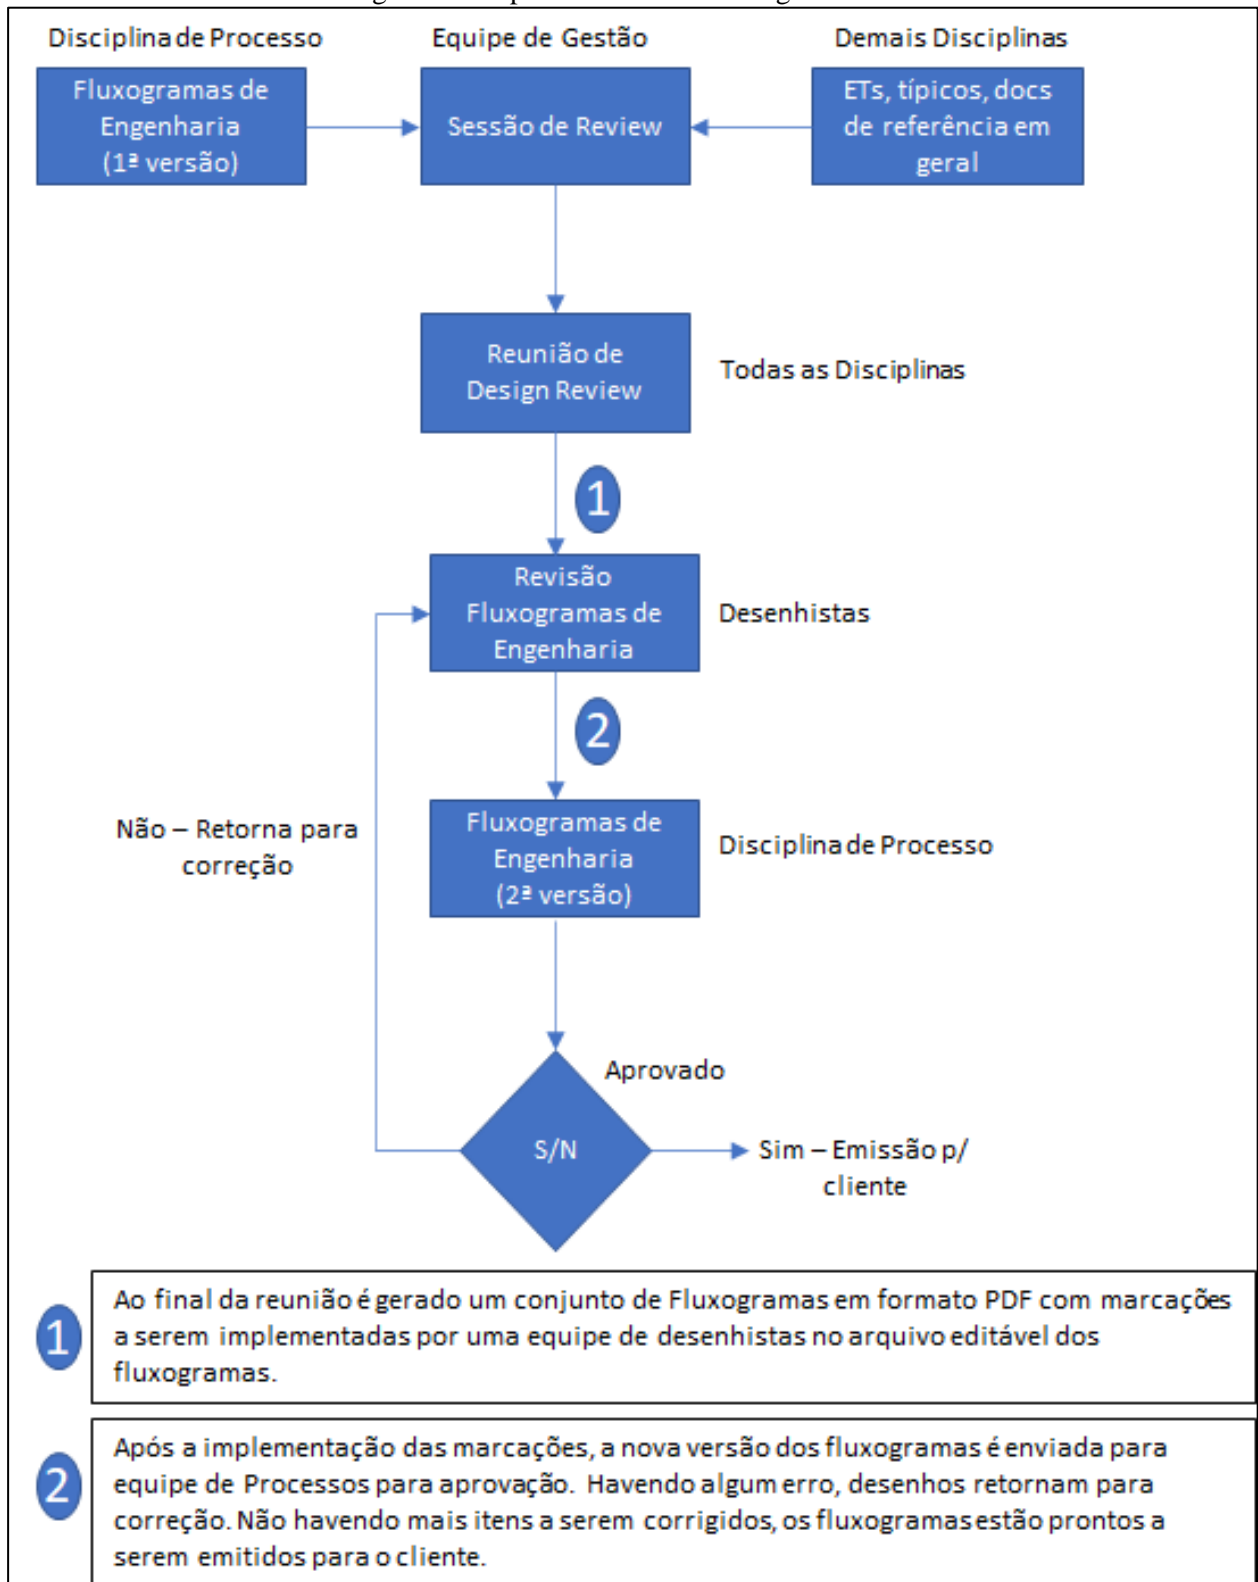 Disciplina de Processo
Equipe de Gestão
Demais Disciplinas
Fluxogramas de
Engenharia
(1ª versão)
Sessão de Review
ETs, típicos, docs
de referência em
geral
Reunião de
Design Review
Todas as Disciplinas
1
Revisão
Fluxogramas de
Engenharia
Desenhistas
2
Não – Retorna para
correção
Fluxogramas de
Engenharia
(2ª versão)
Disciplina de Processo
Aprovado
S/N
Sim – Emissão p/
cliente
1
Ao final da reunião é gerado um conjunto de Fluxogramas em formato PDF com marcações
a serem implementadas por uma equipe de desenhistas no arquivo editável dos
fluxogramas.
2
Após a implementação das marcações, a nova versão dos fluxogramas é enviada para
equipe de Processos para aprovação. Havendo algum erro, desenhos retornam para
correção. Não havendo mais itens a serem corrigidos, os fluxogramas estão prontos a
serem emitidos para o cliente.